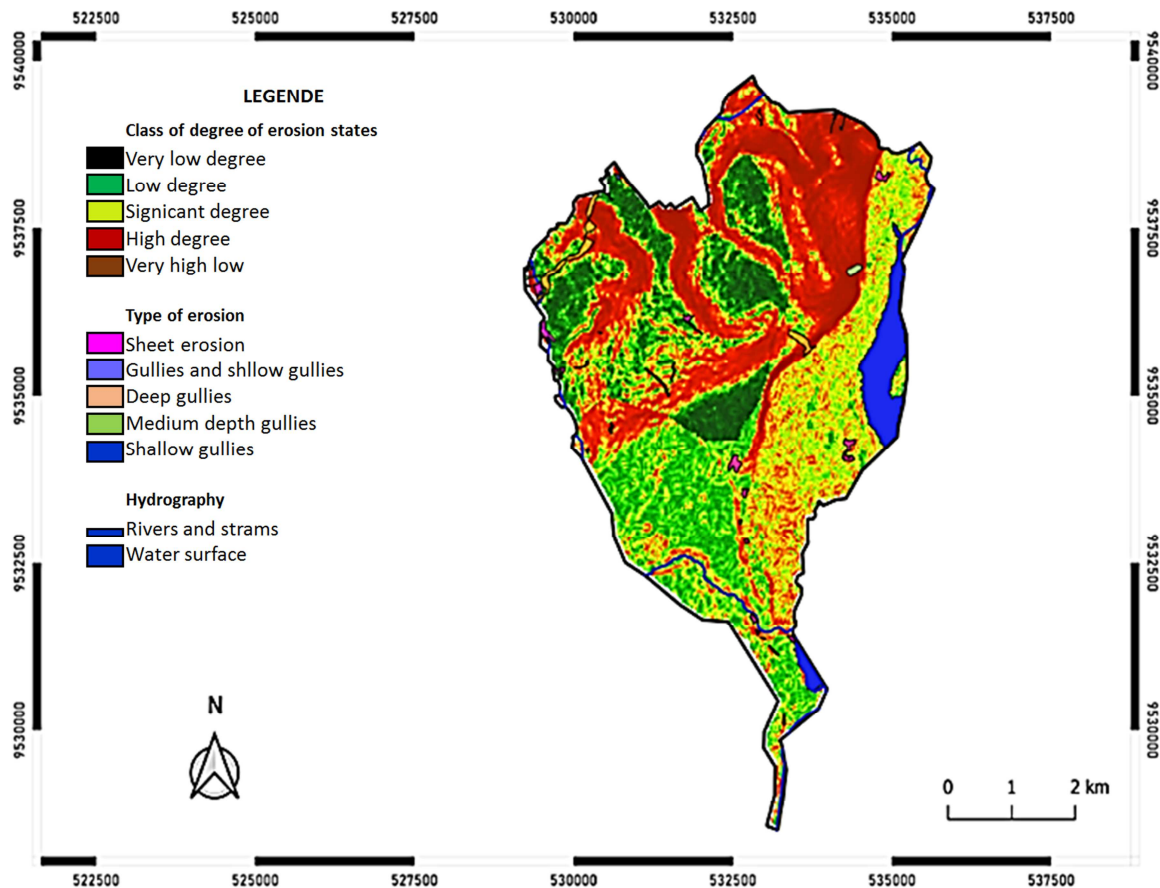 522500 525000 527500 530000 532500 535000 537500
9540000
9537500
9535000
9532500
9530000
LEGENDE
Class of degree of erosion states
Very low degree
Low degree
Signicant degree
High degree
Very high low
Type of erosion
Sheet erosion
Gullies and shllow gullies
Deep gullies
Medium depth gullies
Shallow gullies
Hydrography
Rivers and strams
Water surface
N
0 1 2 km
9540000
9537500
9535000
9532500
9530000
522500 525000 527500 530000 532500 535000 537500